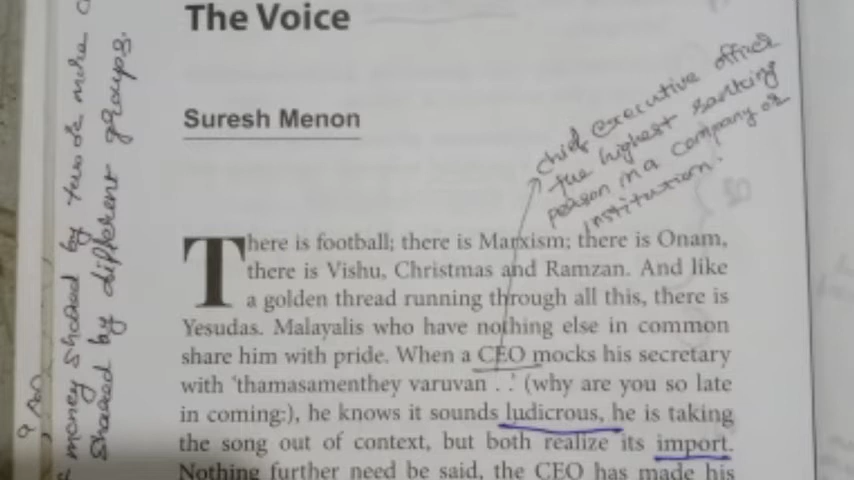 The Voice
Suresh Menon
chief executive officer
the highest ranking
person in a company or
institution.
There is football; there is Marxism; there is Onam,
there is Vishu, Christmas and Ramzan. And like
a golden thread running through all this, there is
Yesudas. Malayalis who have nothing else in common
share him with pride. When a CEO mocks his secretary
with 'thamasamenthey varuvan . .' (why are you so late
in coming:), he knows it sounds ludicrous, he is taking
the song out of context, but both realize its import.
Nothing further need be said, the CEO has made his
money shared by two or more
shared by different groups.